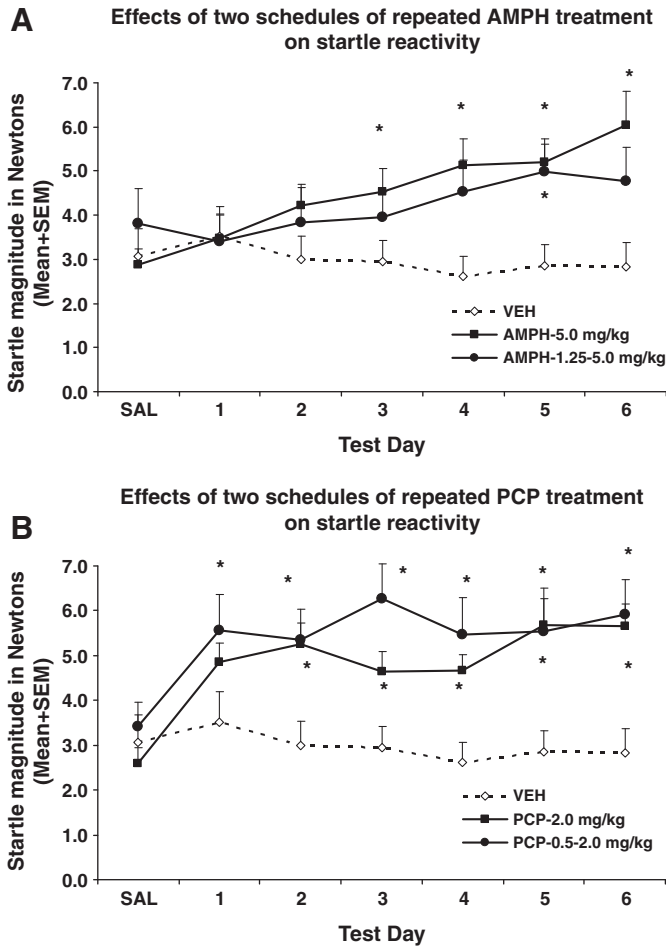 A
Effects of two schedules of repeated AMPH treatment
on startle reactivity
Startle magnitude in Newtons
(Mean+SEM)
7.0
6.0
5.0
4.0
3.0
2.0
1.0
0.0
* * * *
*
VEH
AMPH-5.0 mg/kg
AMPH-1.25-5.0 mg/kg
SAL 1 2 3 4 5 6
Test Day
B
Effects of two schedules of repeated PCP treatment
on startle reactivity
Startle magnitude in Newtons
(Mean+SEM)
7.0
6.0
5.0
4.0
3.0
2.0
1.0
0.0
* * * * * *
* * * * *
VEH
PCP-2.0 mg/kg
PCP-0.5-2.0 mg/kg
SAL 1 2 3 4 5 6
Test Day